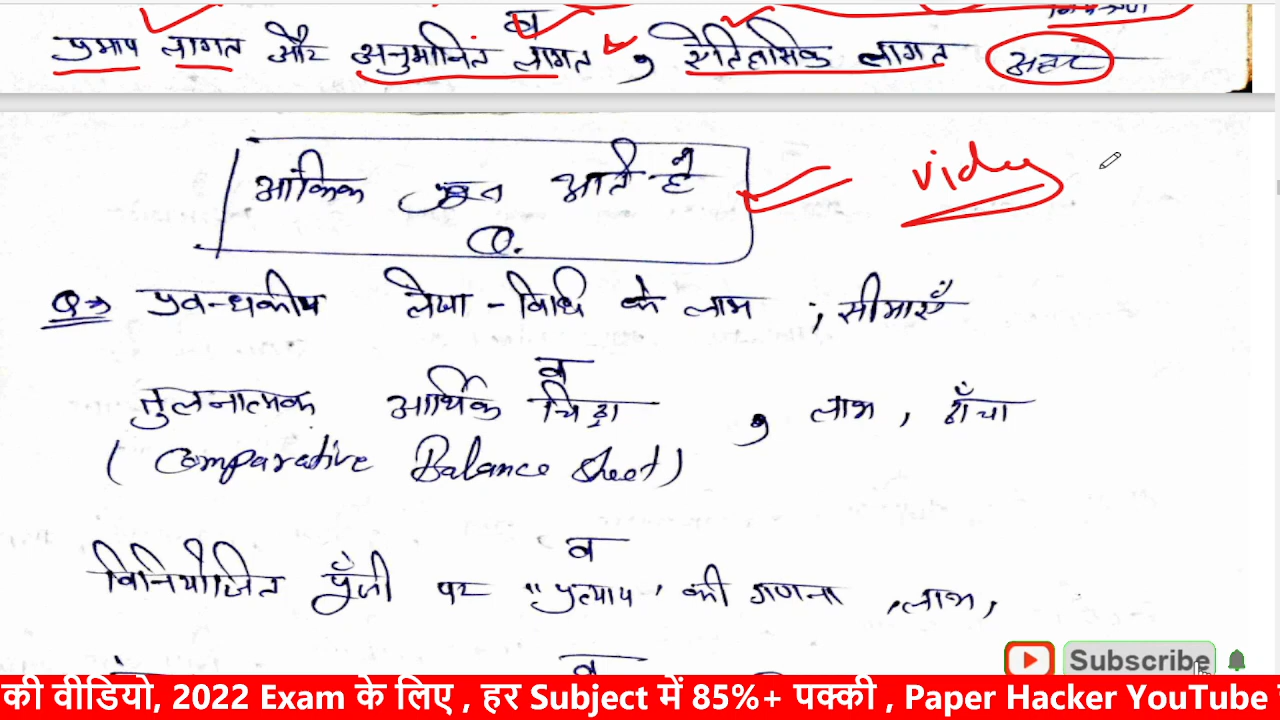 व
प्रमाप लागत और अनुमानित लागत , ऐतिहासिक लागत अन्तर
आंकिक प्रश्न आते है
Q.
video
Q→ प्रबन्धकीय लेखा - विधि के लाभ , सीमाएँ
व
तुलनात्मक आर्थिक चिट्ठा , लाभ , ढाँचा
( Comparative Balance Sheet )
व
विनियोजित पूँजी पर "प्रत्याय" की गणना , लाभ ,
व
Subscribe
की वीडियो, 2022 Exam के लिए , हर Subject में 85%+ पक्की , Paper Hacker YouTube